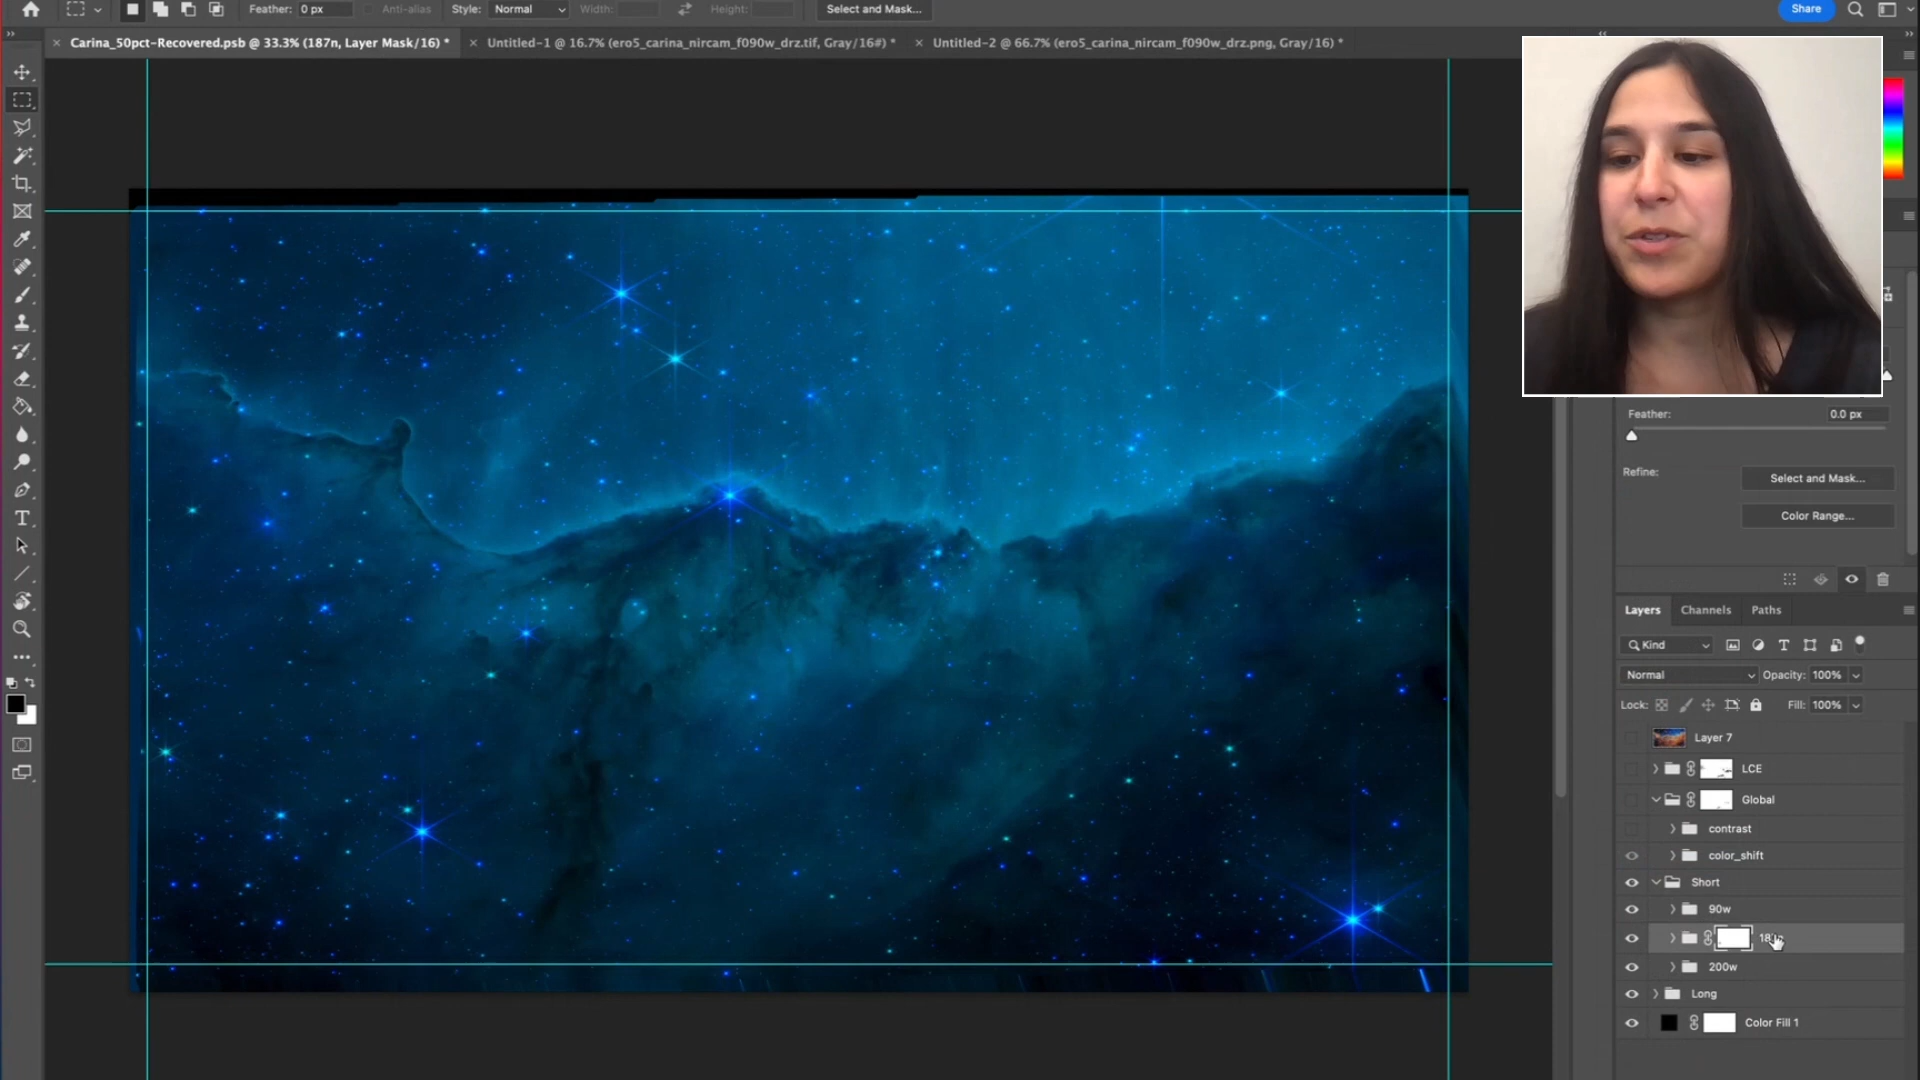 Feather: 0 px Anti-alias Style: Normal Width: Height: Select and Mask... Share
Carina_50pct-Recovered.psb @ 33.3% (187n, Layer Mask/16) * Untitled-1 @ 16.7% (ero5_carina_nircam_f090w_drz.tif, Gray/16#) * Untitled-2 @ 66.7% (ero5_carina_nircam_f090w_drz.png, Gray/16) *
Feather: 0.0 px
Refine: Select and Mask...
Color Range...
Layers Channels Paths
Kind
Normal Opacity: 100%
Lock: Fill: 100%
Layer 7
LCE
Global
contrast
color_shift
Short
90w
200w
Long
Color Fill 1